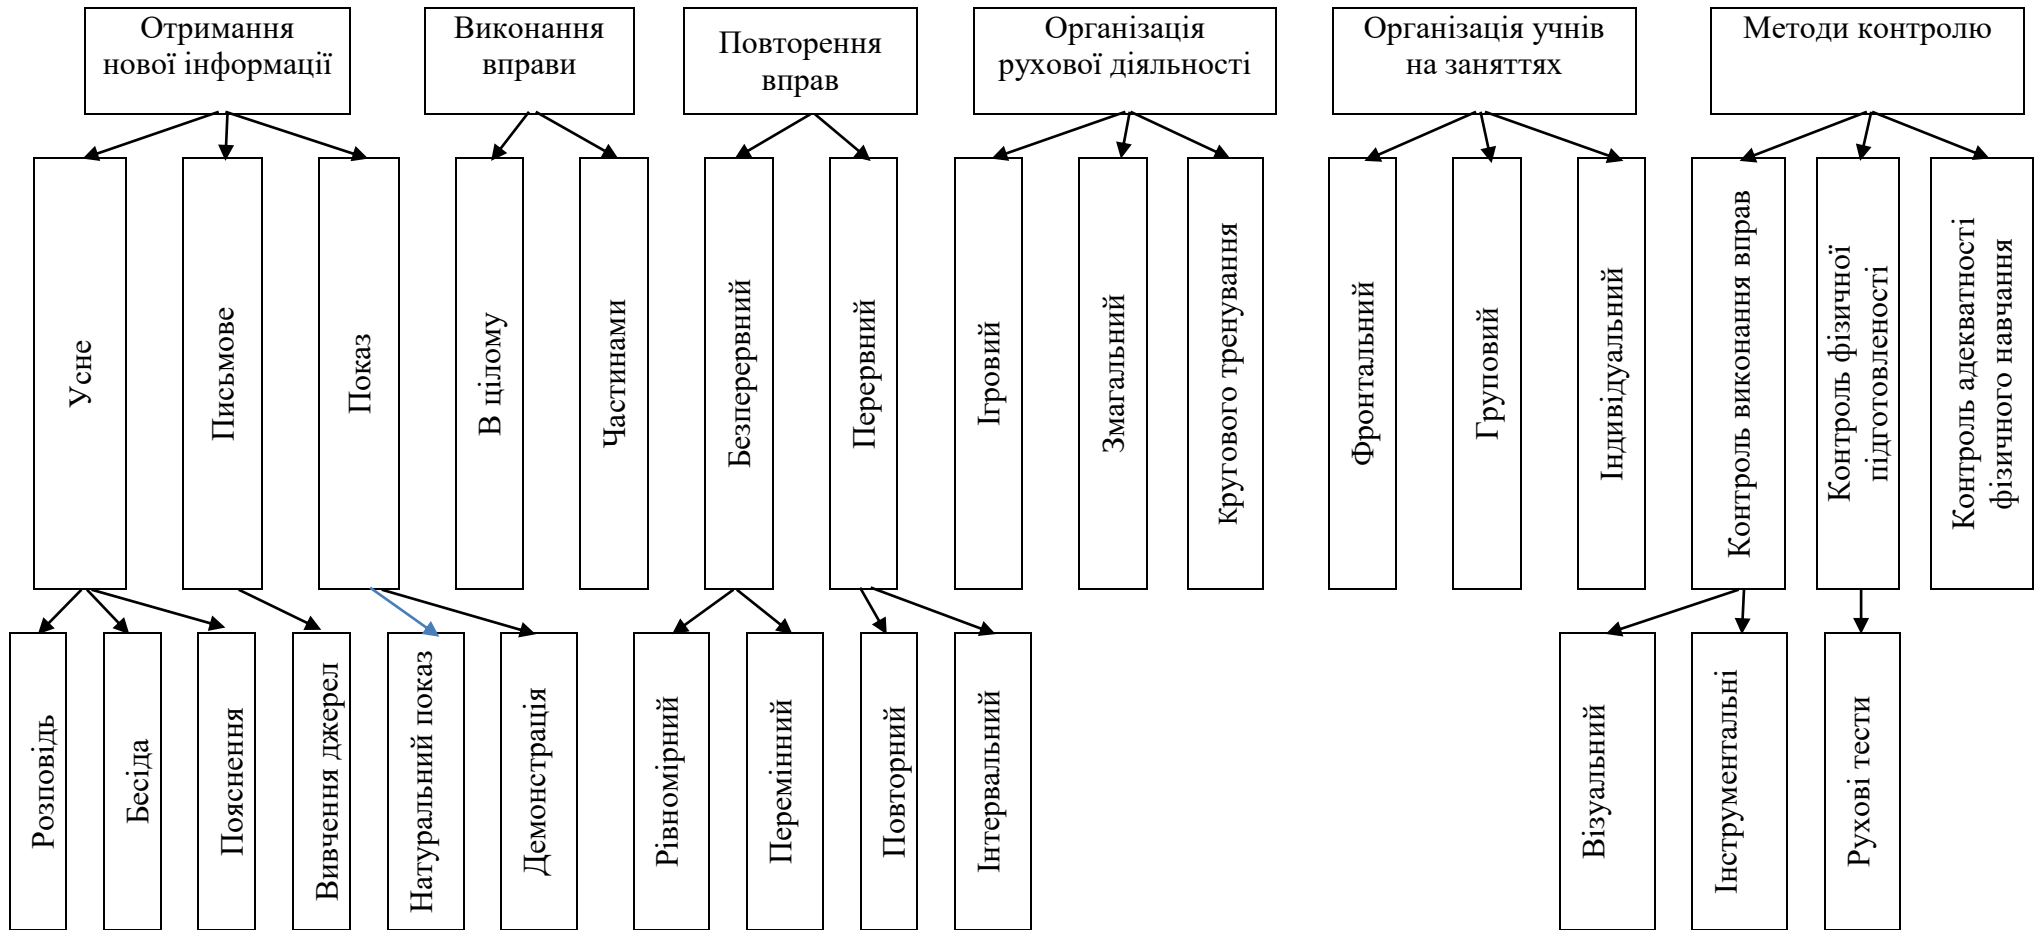 Отримання
нової інформації
Виконання
вправи
Повторення
вправ
Організація
рухової діяльності
Організація учнів
на заняттях
Методи контролю
Усне
Письмове
Показ
В цілому
Частинами
Безперервний
Перервний
Ігровий
Змагальний
Кругового тренування
Фронтальний
Груповий
Індивідуальний
Контроль виконання вправ
Контроль фізичної
підготовленості
Контроль адекватності
фізичного навчання
Розповідь
Бесіда
Пояснення
Вивчення джерел
Натуральний показ
Демонстрація
Рівномірний
Перемінний
Повторний
Інтервальний
Візуальний
Інструментальні
Рухові тести